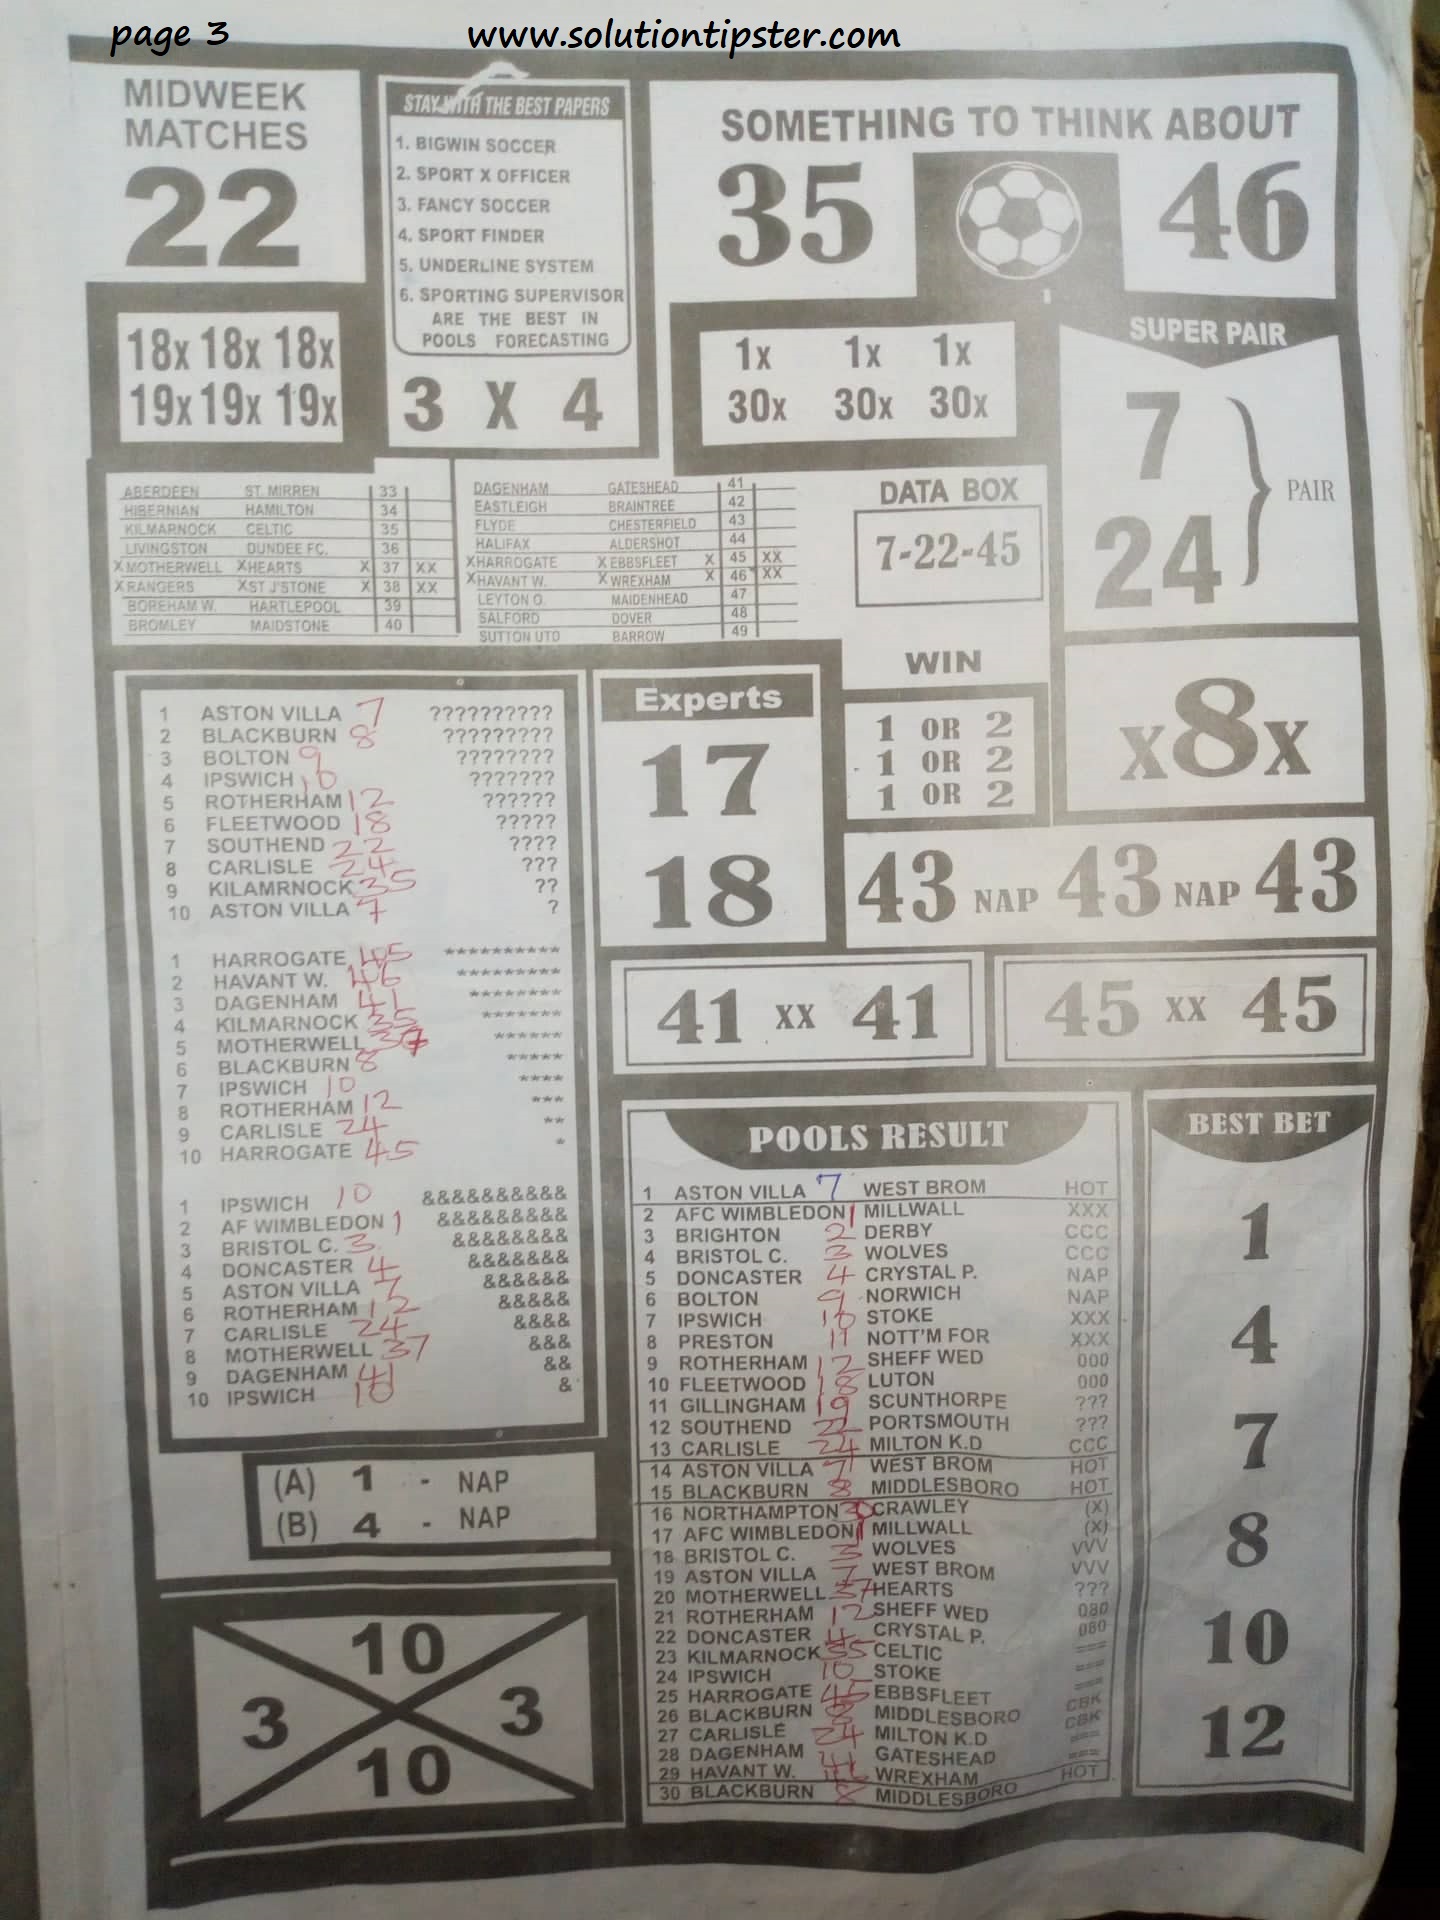 page 3
www.solutiontipster.com
MIDWEEK
MATCHES
22
STAY WITH THE BEST PAPERS
1. BIGWIN SOCCER
2. SPORT X OFFICER
3. FANCY SOCCER
4. SPORT FINDER
5. UNDERLINE SYSTEM
6. SPORTING SUPERVISOR
ARE THE BEST IN
POOLS FORECASTING
3 X 4
SOMETHING TO THINK ABOUT
35 46
18x 18x 18x
19x 19x 19x
1x 1x 1x
30x 30x 30x
SUPER PAIR
7
24
PAIR
ABERDEEN ST. MIRREN 33
HIBERNIAN HAMILTON 34
KILMARNOCK CELTIC 35
LIVINGSTON DUNDEE FC. 36
X MOTHERWELL X HEARTS X 37 XX
X RANGERS X ST J'STONE X 38 XX
BOREHAM W. HARTLEPOOL 39
BROMLEY MAIDSTONE 40
DAGENHAM GATESHEAD 41
EASTLEIGH BRAINTREE 42
FLYDE CHESTERFIELD 43
HALIFAX ALDERSHOT 44
X HARROGATE X EBBSFLEET X 45 XX
X HAVANT W. X WREXHAM X 46 XX
LEYTON O. MAIDENHEAD 47
SALFORD DOVER 48
SUTTON UTD BARROW 49
DATA BOX
7-22-45
WIN
1 OR 2
1 OR 2
1 OR 2
X8X
1 ASTON VILLA 7 ??????????
2 BLACKBURN 8 ?????????
3 BOLTON 9 ????????
4 IPSWICH 10 ???????
5 ROTHERHAM 12 ??????
6 FLEETWOOD 18 ?????
7 SOUTHEND 22 ????
8 CARLISLE 24 ???
9 KILAMRNOCK 35 ??
10 ASTON VILLA 7 ?
1 HARROGATE 45 **********
2 HAVANT W. 46 *********
3 DAGENHAM 41 ********
4 KILMARNOCK 35 *******
5 MOTHERWELL 37 ******
6 BLACKBURN 8 *****
7 IPSWICH 10 ****
8 ROTHERHAM 12 ***
9 CARLISLE 24 **
10 HARROGATE 45 *
1 IPSWICH 10 &&&&&&&&&&
2 AF WIMBLEDON 1 &&&&&&&&&
3 BRISTOL C. 3 &&&&&&&&
4 DONCASTER 4 &&&&&&&
5 ASTON VILLA 7 &&&&&&
6 ROTHERHAM 12 &&&&&
7 CARLISLE 24 &&&&
8 MOTHERWELL 37 &&&
9 DAGENHAM 41 &&
10 IPSWICH 10 &
Experts
17
18
43 NAP 43 NAP 43
41 XX 41
45 XX 45
POOLS RESULT
1 ASTON VILLA 7 WEST BROM HOT
2 AFC WIMBLEDON 1 MILLWALL XXX
3 BRIGHTON 2 DERBY CCC
4 BRISTOL C. 3 WOLVES CCC
5 DONCASTER 4 CRYSTAL P. NAP
6 BOLTON 9 NORWICH NAP
7 IPSWICH 10 STOKE XXX
8 PRESTON 11 NOTT'M FOR XXX
9 ROTHERHAM 12 SHEFF WED 000
10 FLEETWOOD 18 LUTON 000
11 GILLINGHAM 19 SCUNTHORPE ???
12 SOUTHEND 22 PORTSMOUTH ???
13 CARLISLE 24 MILTON K.D CCC
14 ASTON VILLA 7 WEST BROM HOT
15 BLACKBURN 8 MIDDLESBORO HOT
16 NORTHAMPTON CRAWLEY (X)
17 AFC WIMBLEDON 1 MILLWALL (X)
18 BRISTOL C. 3 WOLVES VVV
19 ASTON VILLA 7 WEST BROM VVV
20 MOTHERWELL 37 HEARTS ???
21 ROTHERHAM 12 SHEFF WED 080
22 DONCASTER 4 CRYSTAL P. 080
23 KILMARNOCK 35 CELTIC ===
24 IPSWICH 10 STOKE ===
25 HARROGATE 45 EBBSFLEET ===
26 BLACKBURN 8 MIDDLESBORO CBK
27 CARLISLE 24 MILTON K.D CBK
28 DAGENHAM 41 GATESHEAD ===
29 HAVANT W. WREXHAM ===
30 BLACKBURN 8 MIDDLESBORO HOT
BEST BET
1
4
7
8
10
12
(A) 1 - NAP
(B) 4 - NAP
10
3 3
10